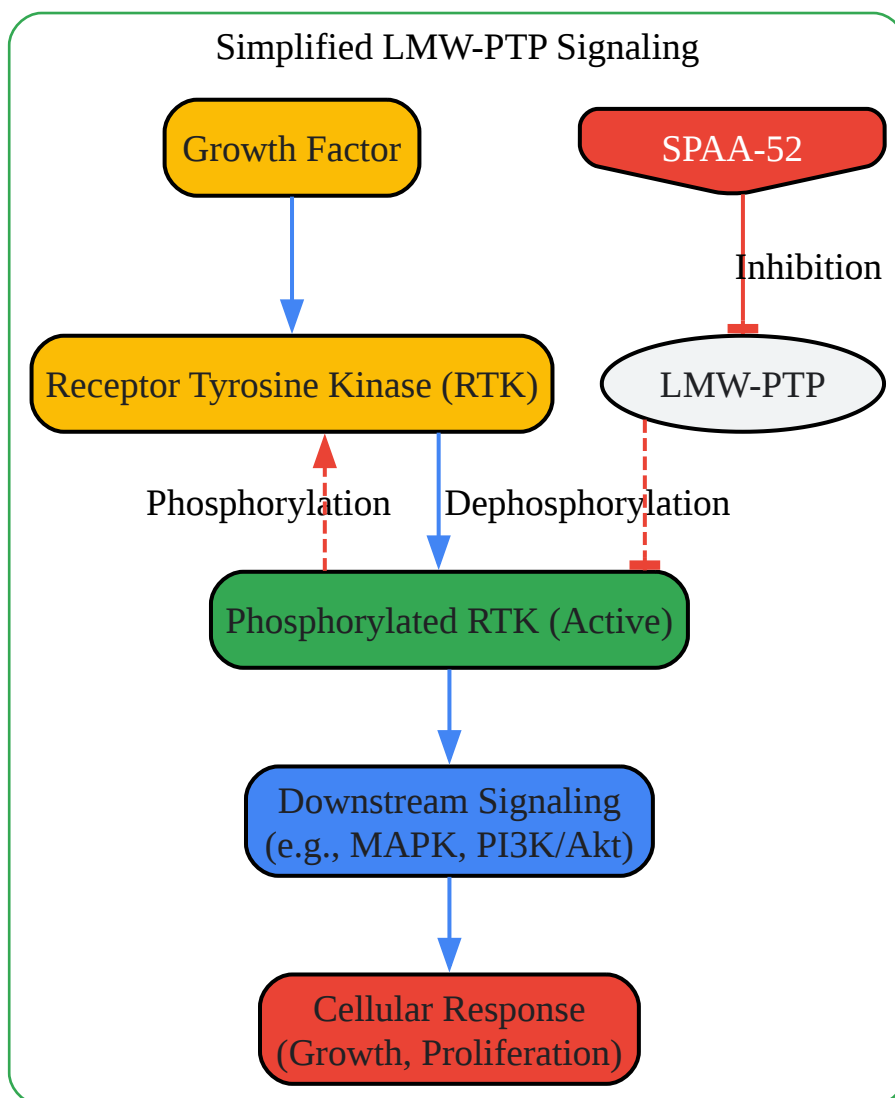 Simplified LMW-PTP Signaling
Growth Factor
SPAA-52
Inhibition
Receptor Tyrosine Kinase (RTK)
LMW-PTP
Phosphorylation
Dephosphorylation
Phosphorylated RTK (Active)
Downstream Signaling
(e.g., MAPK, PI3K/Akt)
Cellular Response
(Growth, Proliferation)